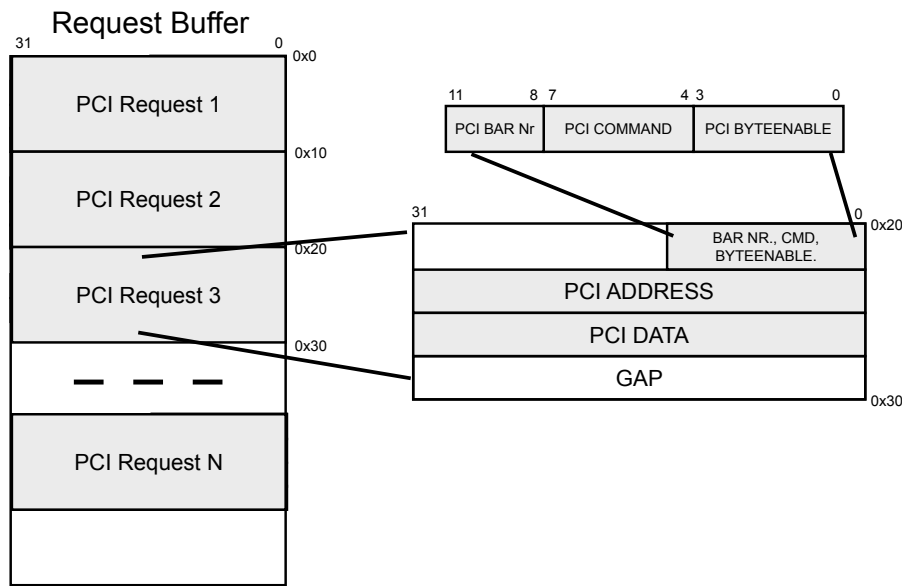 Request Buffer
31 0
0x0
PCI Request 1
0x10
PCI Request 2
0x20
PCI Request 3
0x30
PCI Request N
11 8 7 4 3 0
PCI BAR Nr PCI COMMAND PCI BYTEENABLE
31 0
0x20
BAR NR., CMD,
BYTEENABLE.
PCI ADDRESS
PCI DATA
GAP
0x30